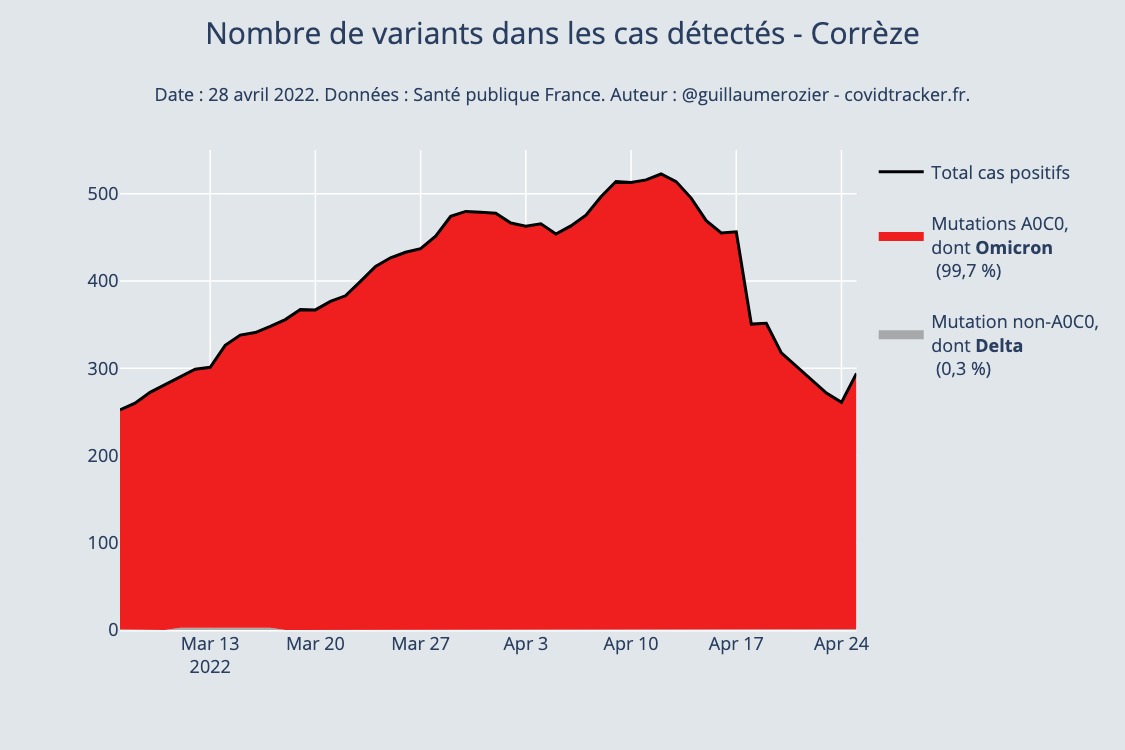 Nombre de variants dans les cas détectés - Corrèze
Date : 28 avril 2022. Données : Santé publique France. Auteur : @guillaumerozier - covidtracker.fr.
500
400
300
200
100
0
Mar 13
2022
Mar 20
Mar 27
Apr 3
Apr 10
Apr 17
Apr 24
Total cas positifs
Mutations A0C0,
dont Omicron
(99,7 %)
Mutation non-A0C0,
dont Delta
(0,3 %)